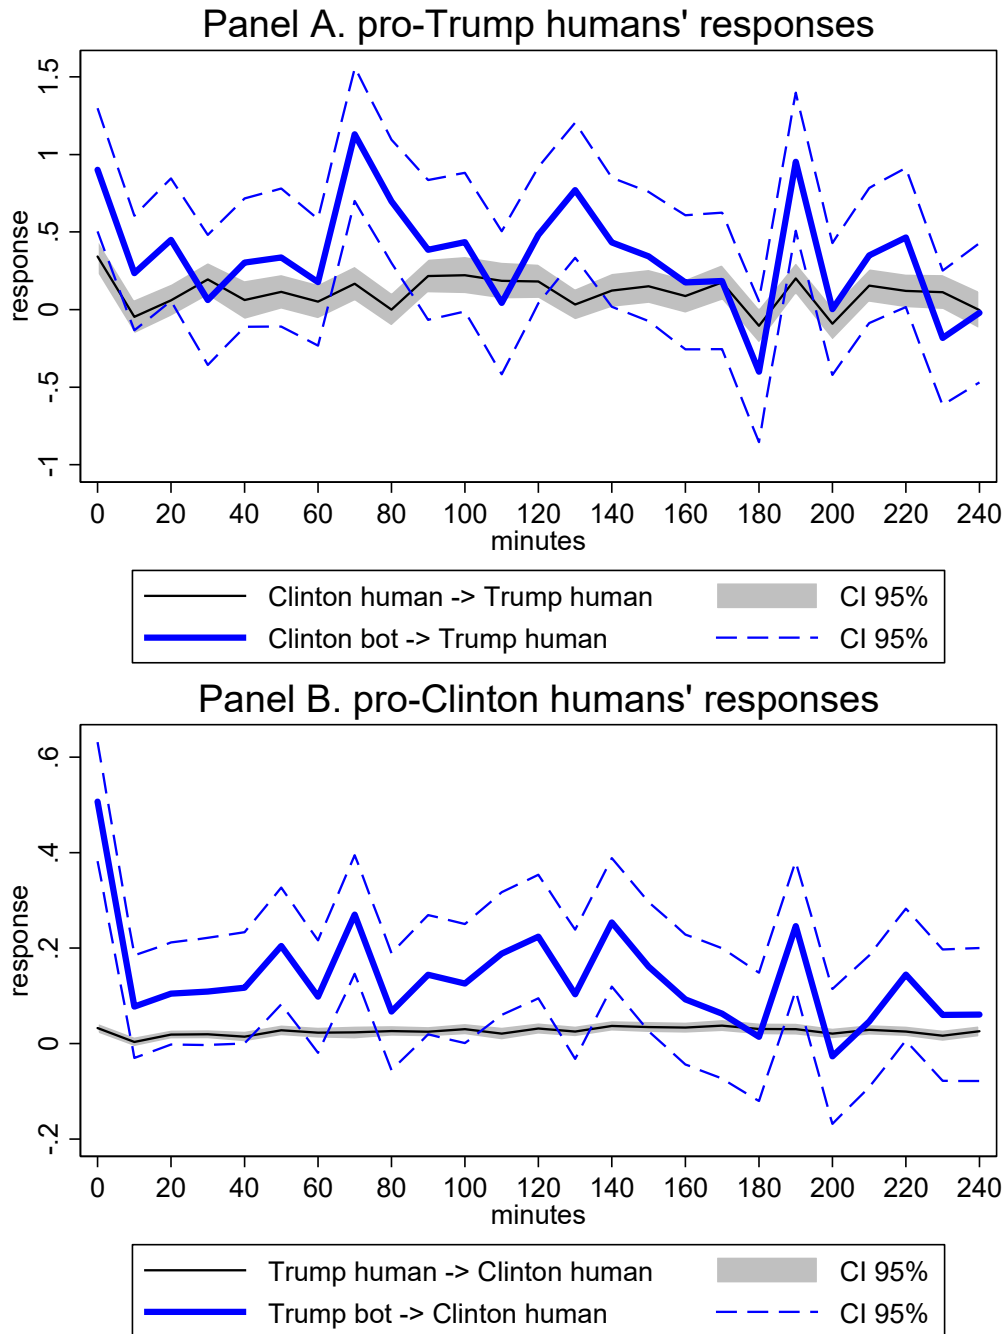 Panel A. pro-Trump humans' responses
1.5
1
.5
0
-.5
-1
response
0 20 40 60 80 100 120 140 160 180 200 220 240
minutes
Clinton human -> Trump human CI 95%
Clinton bot -> Trump human CI 95%
Panel B. pro-Clinton humans' responses
.6
.4
.2
0
-.2
response
0 20 40 60 80 100 120 140 160 180 200 220 240
minutes
Trump human -> Clinton human CI 95%
Trump bot -> Clinton human CI 95%